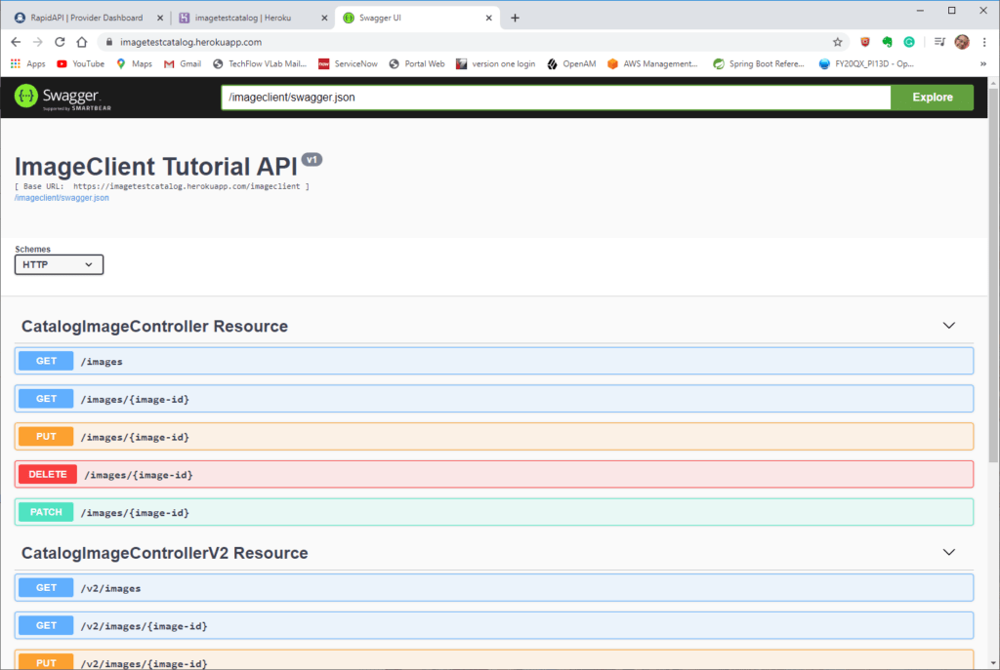 RapidAPI | Provider Dashboard
imagetestcatalog | Heroku
Swagger UI
imagetestcatalog.herokuapp.com
Apps
YouTube
Maps
Gmail
TechFlow VLab Mail...
now
ServiceNow
Portal Web
version one login
OpenAM
AWS Management...
Spring Boot Refere...
FY20QX_PI13D - Op...
Swagger.
Supported by SMARTBEAR
/imageclient/swagger.json
Explore
ImageClient Tutorial API v1
[ Base URL: https://imagetestcatalog.herokuapp.com/imageclient ]
/imageclient/swagger.json
Schemes
HTTP
CatalogImageController Resource
GET /images
GET /images/{image-id}
PUT /images/{image-id}
DELETE /images/{image-id}
PATCH /images/{image-id}
CatalogImageControllerV2 Resource
GET /v2/images
GET /v2/images/{image-id}
PUT /v2/images/{image-id}